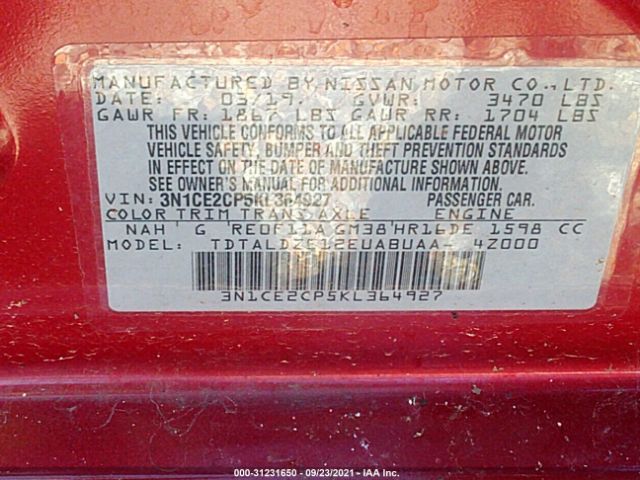 MANUFACTURED BY NISSAN MOTOR CO., LTD.
DATE: 03/19. GVWR: 3470 LBS
GAWR FR: 1867 LBS GAWR RR: 1704 LBS
THIS VEHICLE CONFORMS TO ALL APPLICABLE FEDERAL MOTOR
VEHICLE SAFETY, BUMPER AND THEFT PREVENTION STANDARDS
IN EFFECT ON THE DATE OF MANUFACTURE SHOWN ABOVE.
SEE OWNER'S MANUAL FOR ADDITIONAL INFORMATION.
VIN: 3N1CE2CP5KL364927 PASSENGER CAR.
COLOR TRIM TRANS AXLE ENGINE
NAH G RE0F11A GM38 HR16DE 1598 CC
MODEL: 4Z000
3N1CE2CP5KL364927
000-31231650 - 09/23/2021 - IAA Inc.